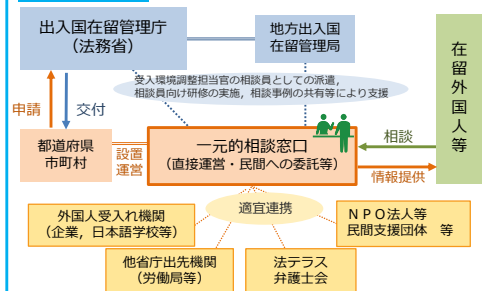 出入国在留管理庁
（法務省）
地方出入国
在留管理局
在留外国人等
受入環境調整担当官の相談員としての派遣，
相談員向け研修の実施，相談事例の共有等により支援
申請
交付
都道府県
市町村
設置
運営
一元的相談窓口
（直接運営・民間への委託等）
相談
情報提供
適宜連携
外国人受入れ機関
（企業，日本語学校等）
ＮＰＯ法人等
民間支援団体　等
他省庁出先機関
（労働局等）
法テラス
弁護士会